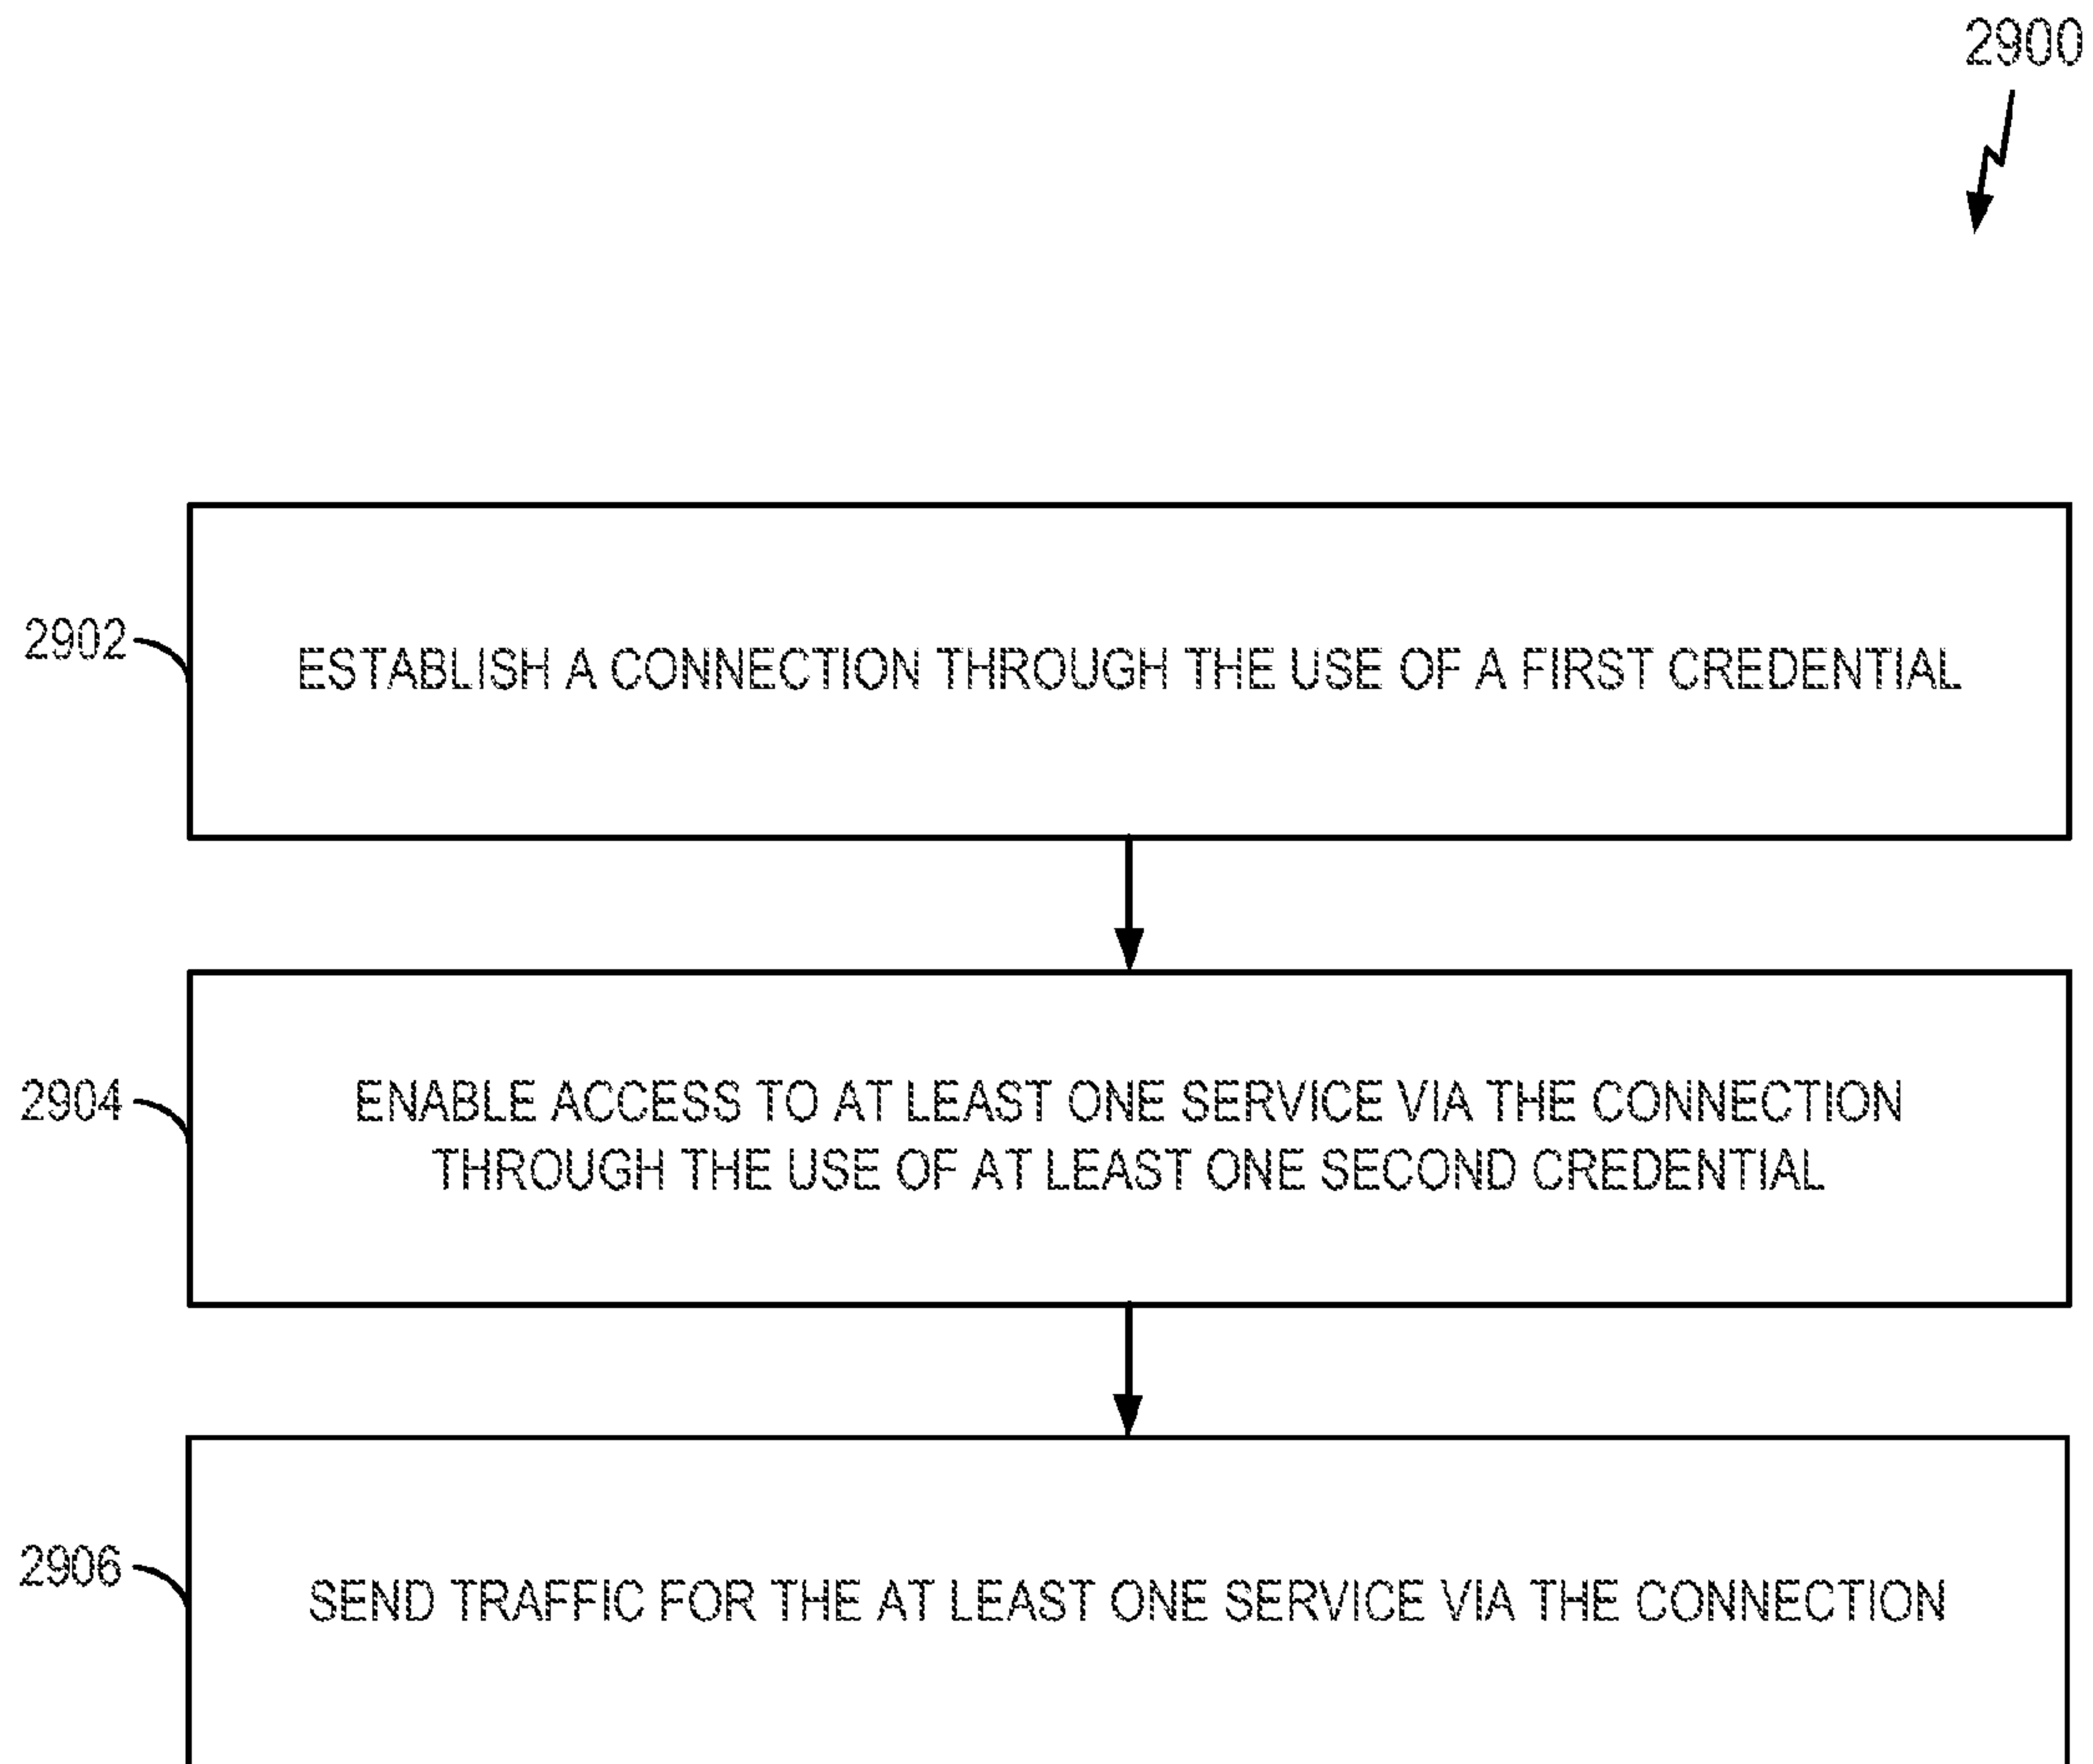 2900
2902
ESTABLISH A CONNECTION THROUGH THE USE OF A FIRST CREDENTIAL
2904
ENABLE ACCESS TO AT LEAST ONE SERVICE VIA THE CONNECTION
THROUGH THE USE OF AT LEAST ONE SECOND CREDENTIAL
2906
SEND TRAFFIC FOR THE AT LEAST ONE SERVICE VIA THE CONNECTION